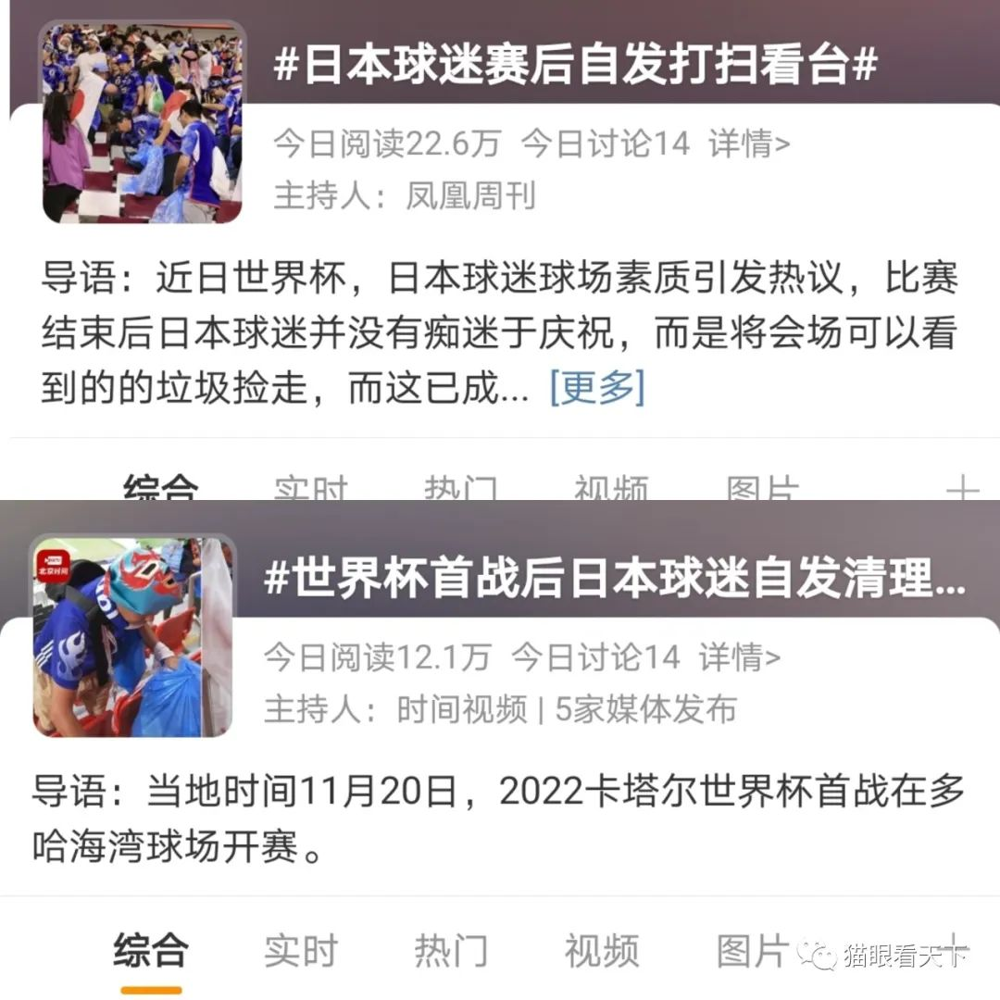 #日本球迷赛后自发打扫看台#
今日阅读22.6万 今日讨论14 详情>
主持人：凤凰周刊
导语：近日世界杯，日本球迷球场素质引发热议，比赛
结束后日本球迷并没有痴迷于庆祝，而是将会场可以看
到的的垃圾捡走，而这已成... [更多]
综合 实时 热门 视频 图片 +
北京时间
#世界杯首战后日本球迷自发清理...
今日阅读12.1万 今日讨论14 详情>
主持人：时间视频 | 5家媒体发布
导语：当地时间11月20日，2022卡塔尔世界杯首战在多
哈海湾球场开赛。
综合 实时 热门 视频 图片 +
猫眼看天下